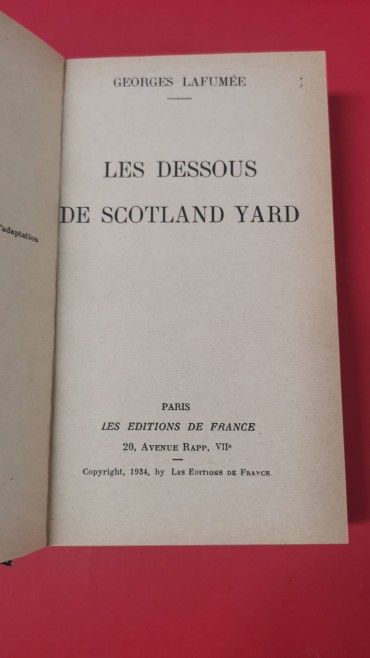 l'adaptation
GEORGES LAFUMÉE
LES DESSOUS
DE SCOTLAND YARD
PARIS
LES EDITIONS DE FRANCE
20, AVENUE RAPP, VIIᵉ
Copyright, 1934, by LES EDITIONS DE FRANCE